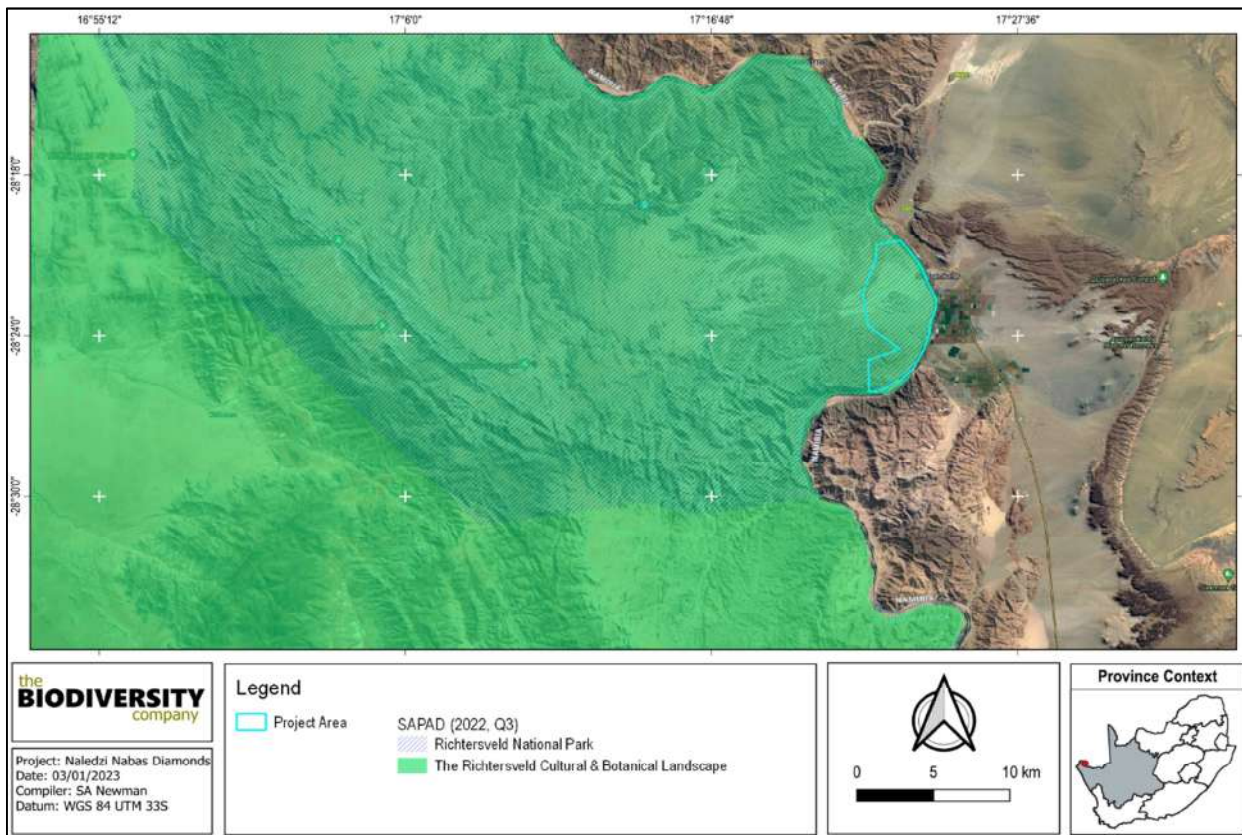 16°55'12"
17°6'0"
17°16'48"
17°27'36"
-28°18'0"
-28°24'0"
-28°30'0"
NAMIBIA
NAMIBIA
NAMIBIA
the
BIODIVERSITY
company
Project: Naledzi Nabas Diamonds
Date: 03/01/2023
Compiler: SA Newman
Datum: WGS 84 UTM 33S
Legend
Project Area
SAPAD (2022, Q3)
Richtersveld National Park
The Richtersveld Cultural & Botanical Landscape
0 5 10 km
Province Context